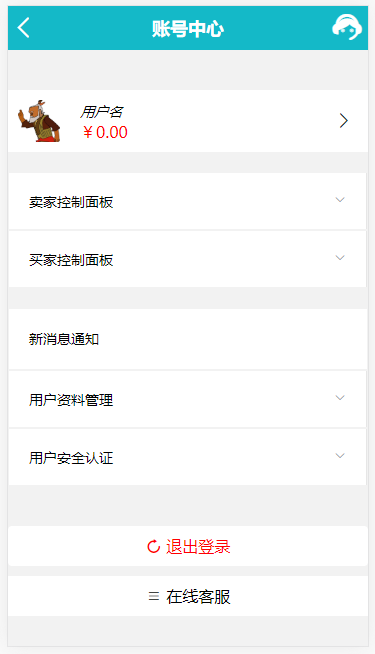 账号中心
用户名
￥0.00
卖家控制面板
买家控制面板
新消息通知
用户资料管理
用户安全认证
退出登录
在线客服